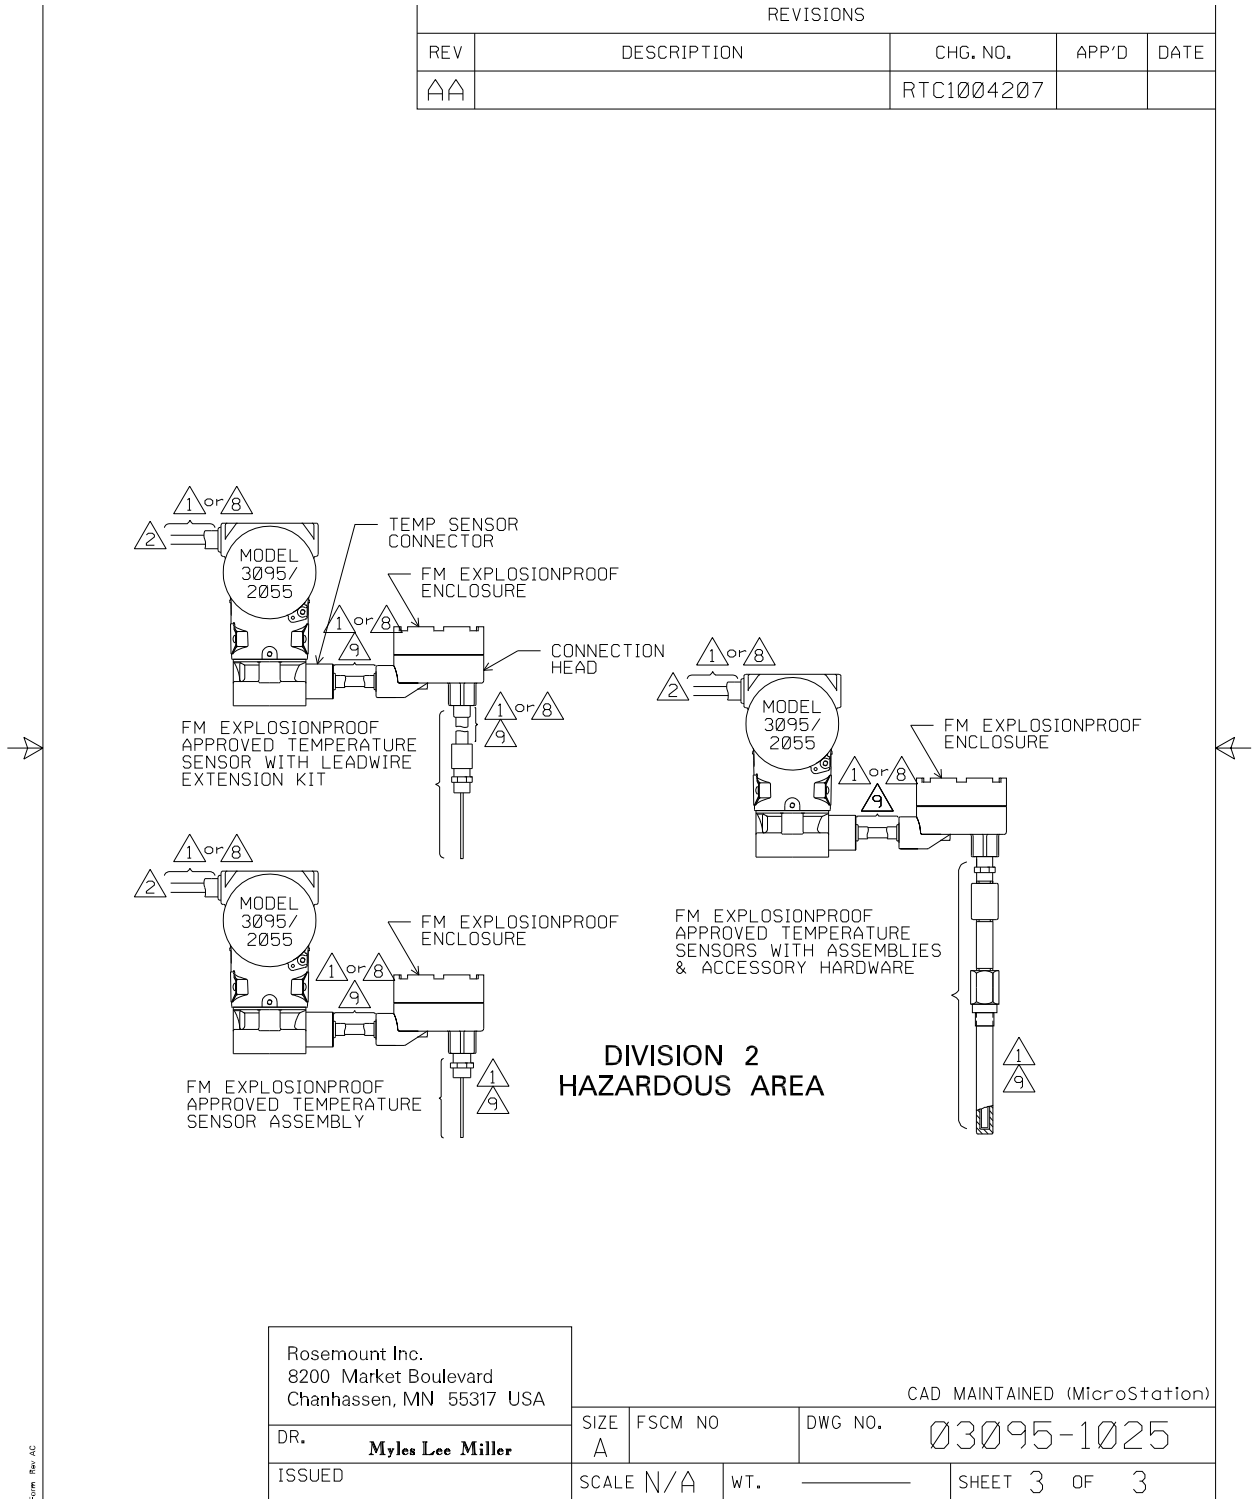 REVISIONS
REV DESCRIPTION CHG. NO. APP'D DATE
AA RTC1004207
1 or 8
2
MODEL
3095/
2055
TEMP SENSOR
CONNECTOR
FM EXPLOSIONPROOF
ENCLOSURE
1 or 8
9
CONNECTION
HEAD
1 or 8
9
FM EXPLOSIONPROOF
APPROVED TEMPERATURE
SENSOR WITH LEADWIRE
EXTENSION KIT
1 or 8
2
MODEL
3095/
2055
FM EXPLOSIONPROOF
ENCLOSURE
1 or 8
9
FM EXPLOSIONPROOF
APPROVED TEMPERATURE
SENSORS WITH ASSEMBLIES
& ACCESSORY HARDWARE
1
9
1 or 8
2
MODEL
3095/
2055
FM EXPLOSIONPROOF
ENCLOSURE
1 or 8
9
1
9
FM EXPLOSIONPROOF
APPROVED TEMPERATURE
SENSOR ASSEMBLY
DIVISION 2
HAZARDOUS AREA
Rosemount Inc.
8200 Market Boulevard
Chanhassen, MN 55317 USA
CAD MAINTAINED (MicroStation)
DR. Myles Lee Miller
SIZE A FSCM NO DWG NO. 03095-1025
ISSUED
SCALE N/A WT. SHEET 3 OF 3
Form Rev AC